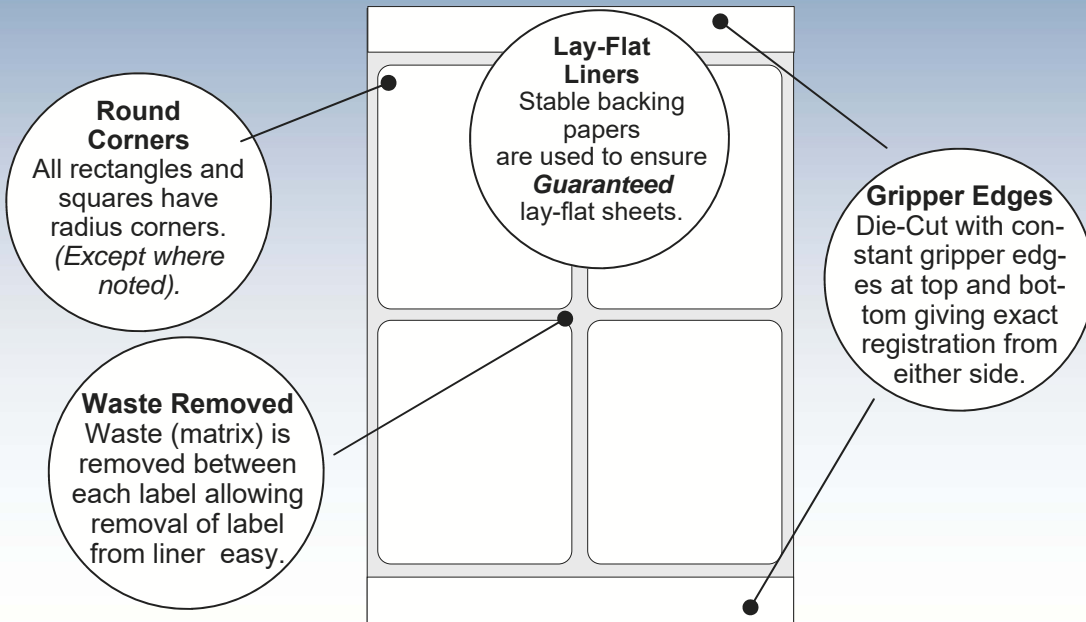 Round
Corners
All rectangles and
squares have
radius corners.
(Except where
noted).
Lay-Flat
Liners
Stable backing
papers
are used to ensure
Guaranteed
lay-flat sheets.
Gripper Edges
Die-Cut with con-
stant gripper edg-
es at top and bot-
tom giving exact
registration from
either side.
Waste Removed
Waste (matrix) is
removed between
each label allowing
removal of label
from liner  easy.